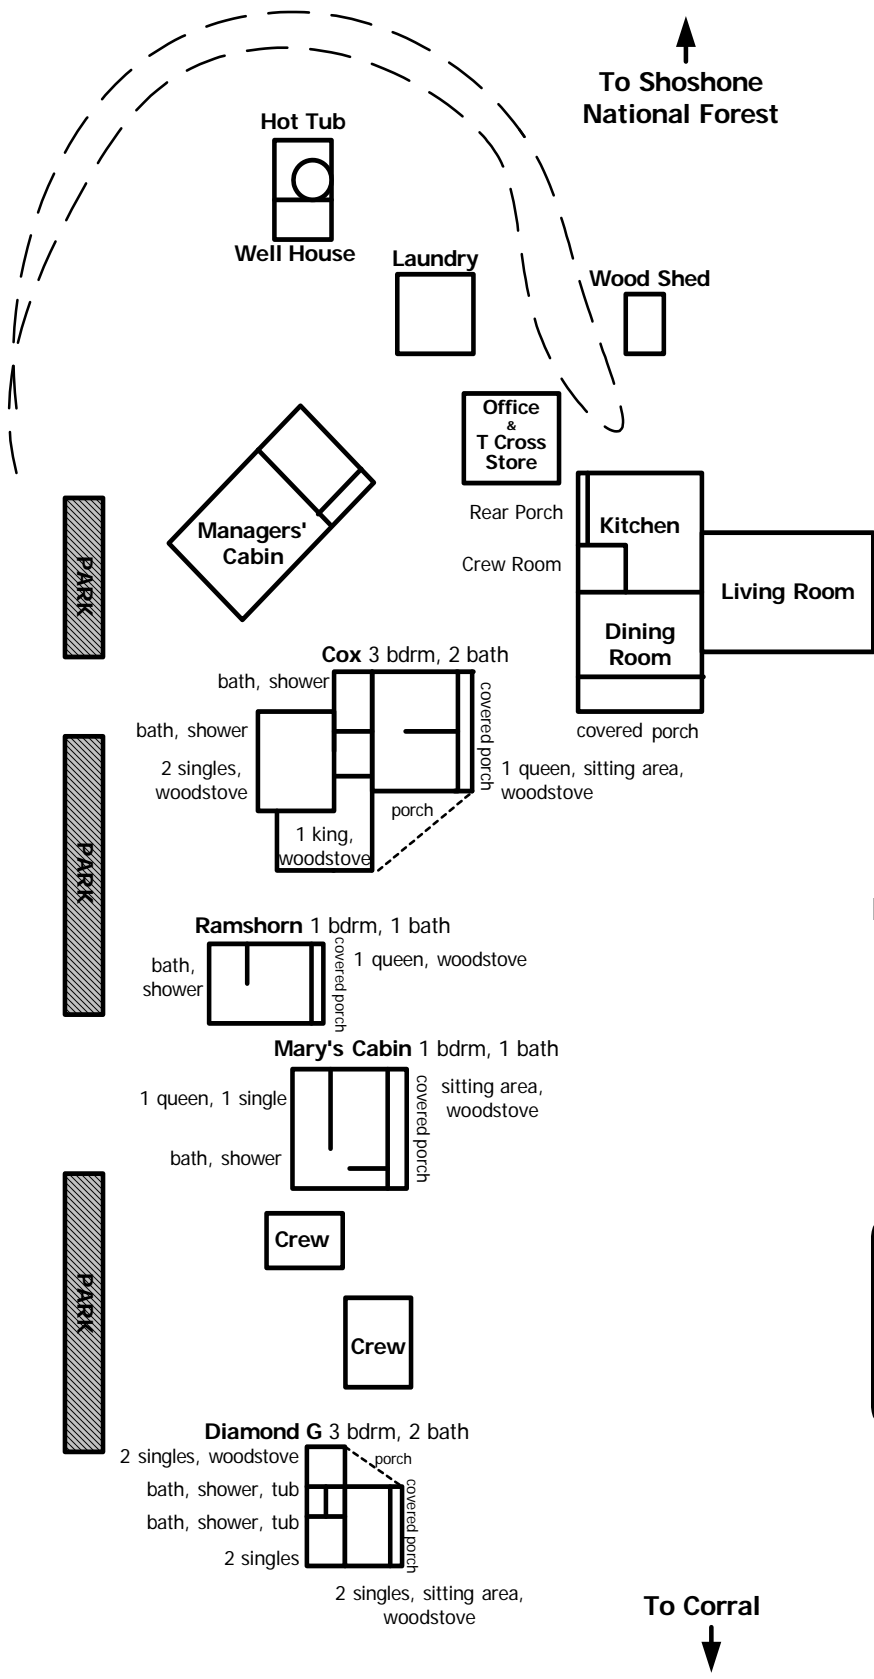 To Shoshone
National Forest
Hot Tub
Well House
Laundry
Wood Shed
Office
&
T Cross
Store
Rear Porch
Kitchen
Managers'
Cabin
Crew Room
PARK
Living Room
Dining
Room
Cox 3 bdrm, 2 bath
bath, shower
covered porch
bath, shower
covered porch
2 singles,
woodstove
1 queen, sitting area,
woodstove
porch
1 king,
woodstove
PARK
Ramshorn 1 bdrm, 1 bath
bath,
shower
covered porch
1 queen, woodstove
Mary's Cabin 1 bdrm, 1 bath
1 queen, 1 single
covered porch
sitting area,
woodstove
bath, shower
Crew
PARK
Crew
Diamond G 3 bdrm, 2 bath
2 singles, woodstove
porch
bath, shower, tub
covered porch
bath, shower, tub
2 singles
2 singles, sitting area,
woodstove
To Corral